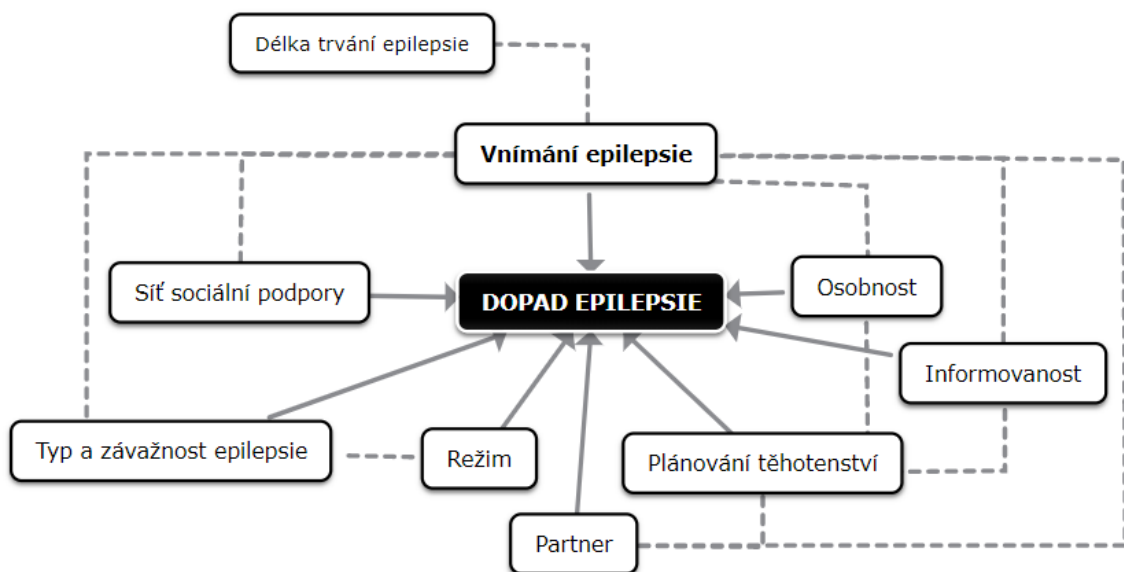 Délka trvání epilepsie
Vnímání epilepsie
Síť sociální podpory
DOPAD EPILEPSIE
Osobnost
Informovanost
Typ a závažnost epilepsie
Režim
Plánování těhotenství
Partner